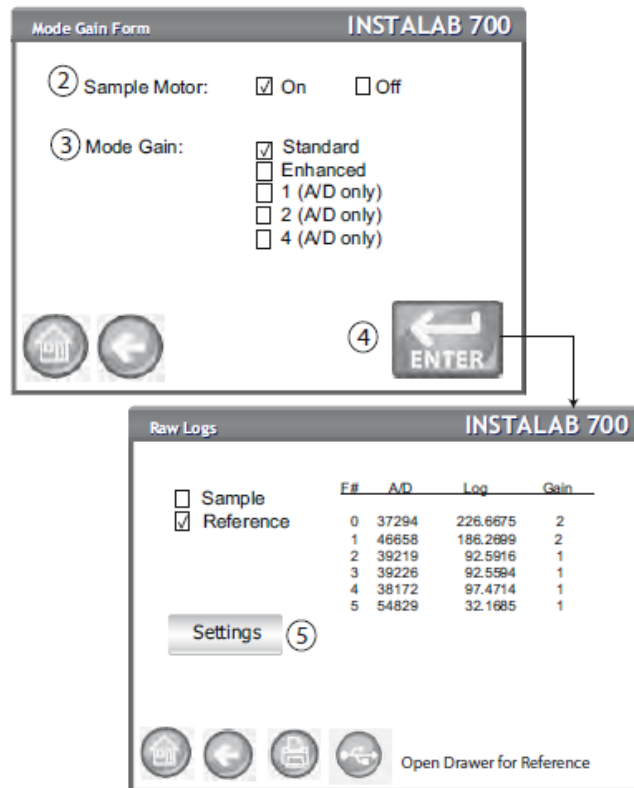 Mode Gain Form INSTALAB 700
② Sample Motor: On Off
③ Mode Gain: Standard
Enhanced
1 (A/D only)
2 (A/D only)
4 (A/D only)
④ ENTER
Raw Logs INSTALAB 700
Sample
Reference
F# A/D Log Gain
0 37294 226.6675 2
1 46658 186.2699 2
2 39219 92.5916 1
3 39226 92.5594 1
4 38172 97.4714 1
5 54829 32.1685 1
Settings ⑤
Open Drawer for Reference